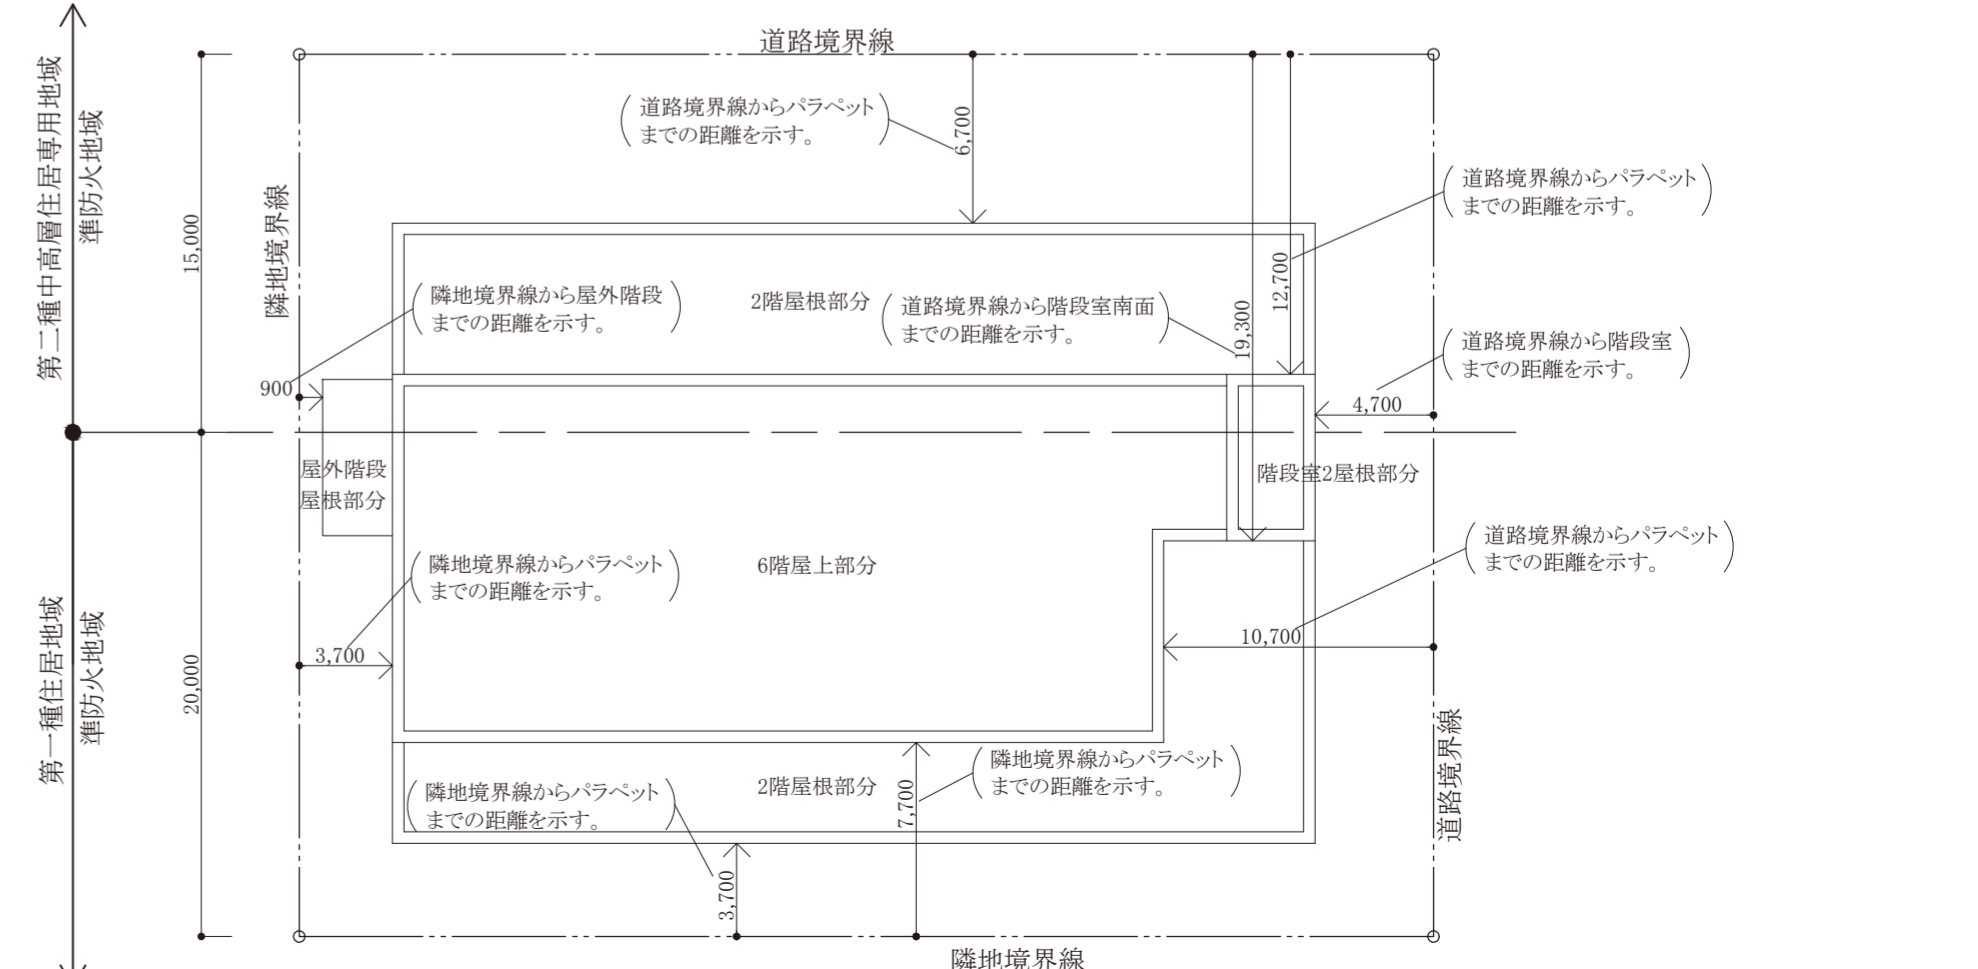 道路境界線
道路境界線からパラペット
までの距離を示す。
6,700
第二種中高層住居専用地域
準防火地域
15,000
隣地境界線
道路境界線からパラペット
までの距離を示す。
12,700
隣地境界線から屋外階段
までの距離を示す。
2階屋根部分
道路境界線から階段室南面
までの距離を示す。
19,300
道路境界線から階段室
までの距離を示す。
900
4,700
屋外階段
屋根部分
階段室2屋根部分
隣地境界線からパラペット
までの距離を示す。
3,700
6階屋上部分
道路境界線からパラペット
までの距離を示す。
10,700
第一種住居地域
準防火地域
20,000
隣地境界線からパラペット
までの距離を示す。
3,700
2階屋根部分
7,700
隣地境界線からパラペット
までの距離を示す。
道路境界線
隣地境界線